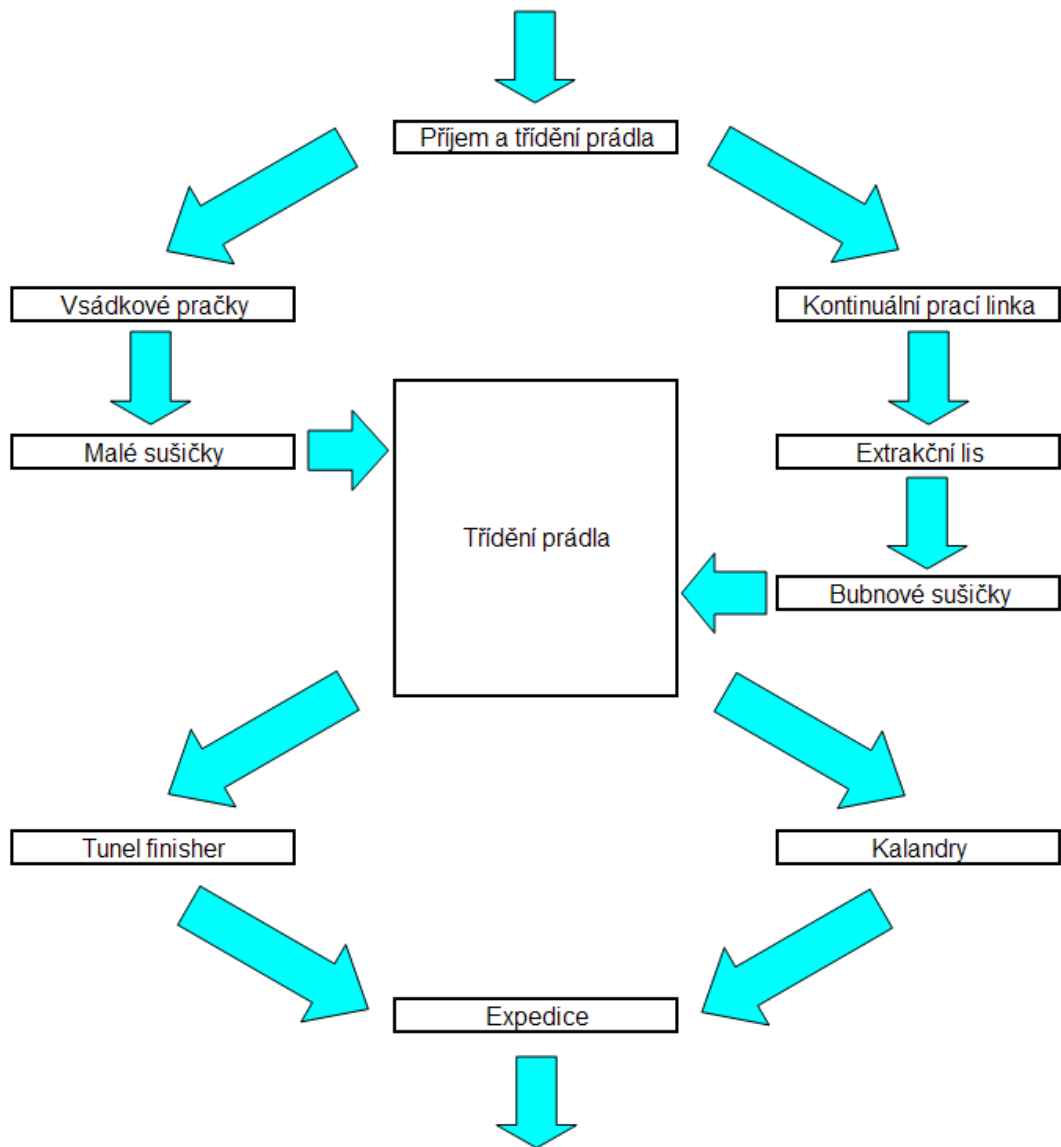 Příjem a třídění prádla
Vsádkové pračky
Kontinuální prací linka
Malé sušičky
Extrakční lis
Třídění prádla
Bubnové sušičky
Tunel finisher
Kalandry
Expedice